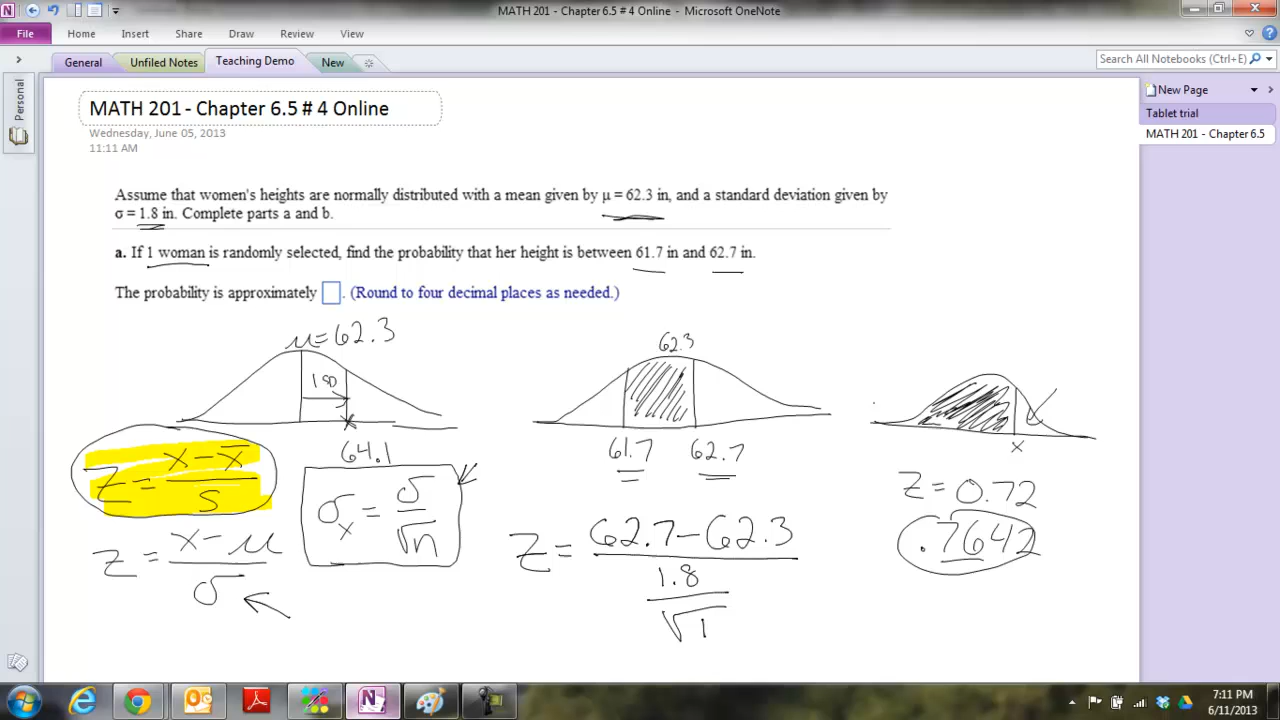 MATH 201 - Chapter 6.5 # 4 Online - Microsoft OneNote
File Home Insert Share Draw Review View
General Unfiled Notes Teaching Demo New
Search All Notebooks (Ctrl+E)
Personal
New Page
Tablet trial
MATH 201 - Chapter 6.5
MATH 201 - Chapter 6.5 # 4 Online
Wednesday, June 05, 2013
11:11 AM
Assume that women's heights are normally distributed with a mean given by μ = 62.3 in, and a standard deviation given by
σ = 1.8 in. Complete parts a and b.
a. If 1 woman is randomly selected, find the probability that her height is between 61.7 in and 62.7 in.
The probability is approximately . (Round to four decimal places as needed.)
μ=62.3
1SD
x
64.1
z = (x - x̅)/s
z = (x - μ)/σ
σx = σ/√n
62.3
61.7 62.7
z = (62.7 - 62.3)/(1.8/√1)
x
z = 0.72
.7642
7:11 PM
6/11/2013